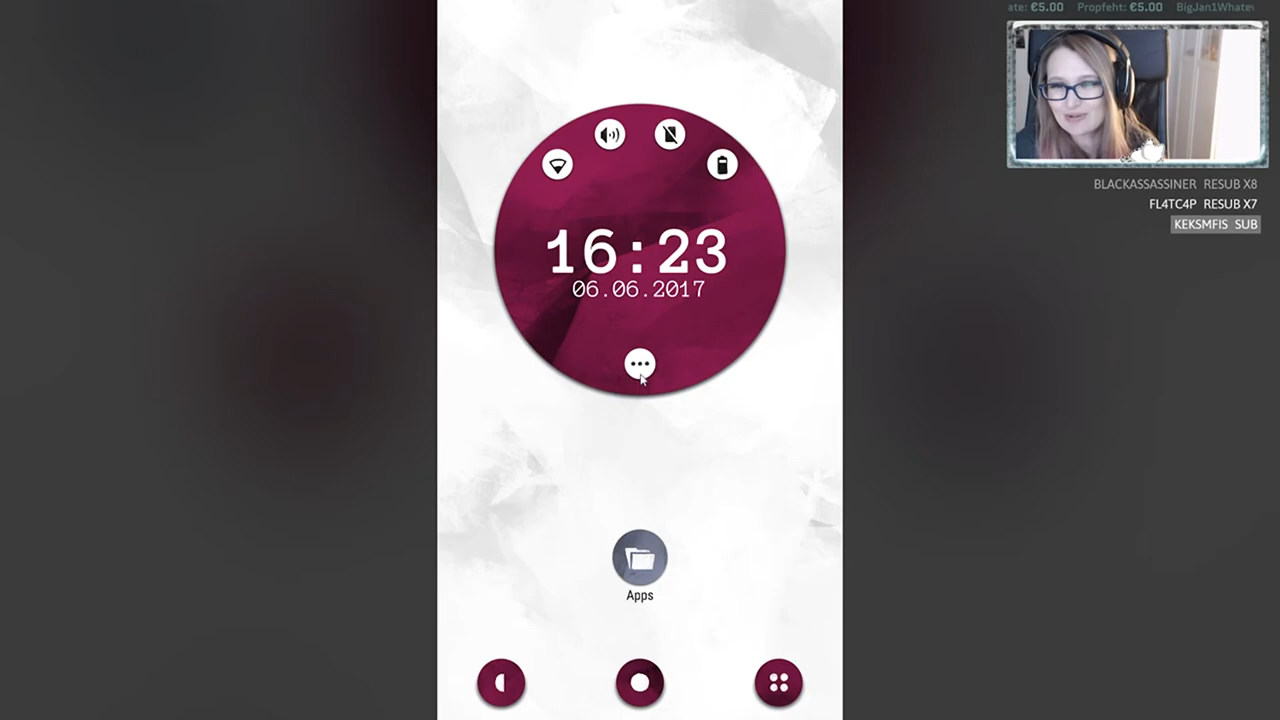 ate: €5.00 Propfeht: €5.00 BigJan1Whate
BLACKASSASSINER RESUB X8
FL4TC4P RESUB X7
KEKSMFIS SUB
16:23
06.06.2017
Apps